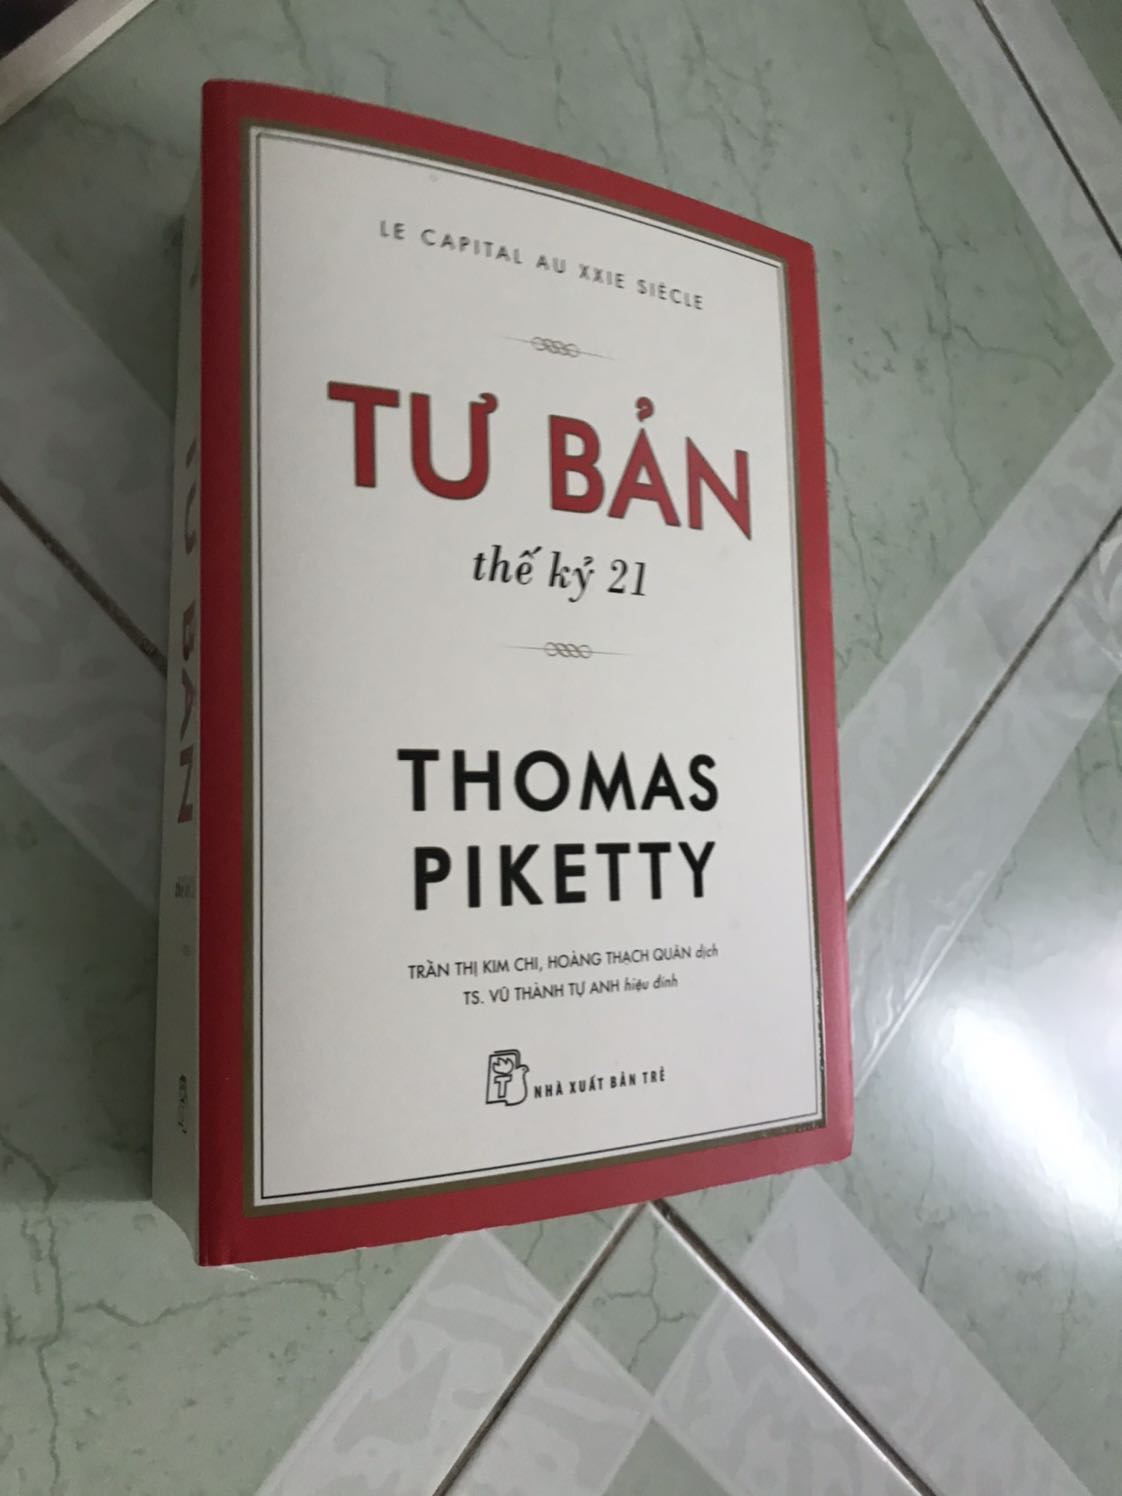 LE CAPITAL AU XXIE SIÈCLE
TƯ BẢN
thế kỷ 21
THOMAS
PIKETTY
TRẦN THỊ KIM CHI, HOÀNG THẠCH QUÂN dịch
TS. VŨ THÀNH TỰ ANH hiệu đính
T
NHÀ XUẤT BẢN TRẺ
TƯ BẢN